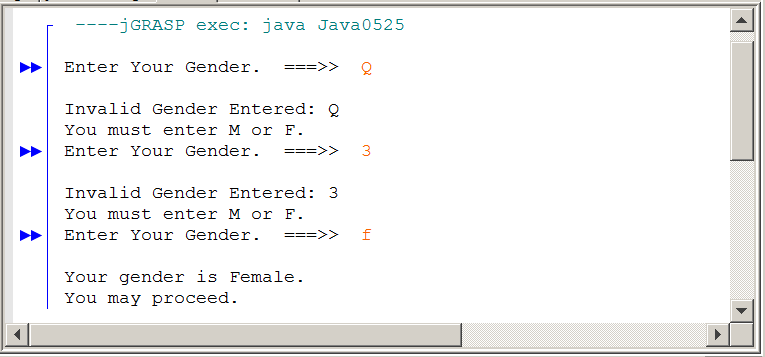 ----jGRASP exec: java Java0525
Enter Your Gender.  ===>>  Q
Invalid Gender Entered: Q
You must enter M or F.
Enter Your Gender.  ===>>  3
Invalid Gender Entered: 3
You must enter M or F.
Enter Your Gender.  ===>>  f
Your gender is Female.
You may proceed.